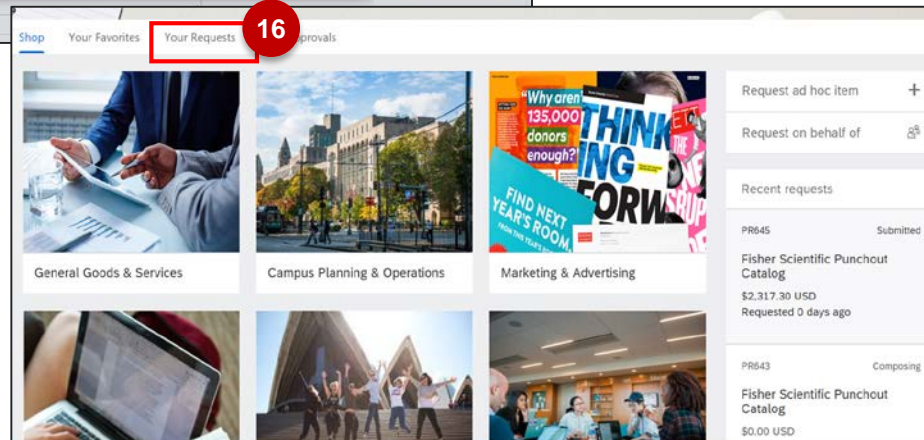 Shop Your Favorites Your Requests 16 provals
Request ad hoc item +
Request on behalf of
"Why aren
135,000
donors
enough?"
THINK
ING
FORW
FIND NEXT
YEAR'S ROOM.
General Goods & Services
Campus Planning & Operations
Marketing & Advertising
Recent requests
PR645 Submitted
Fisher Scientific Punchout
Catalog
$2,317.30 USD
Requested 0 days ago
PR643 Composing
Fisher Scientific Punchout
Catalog
$0.00 USD